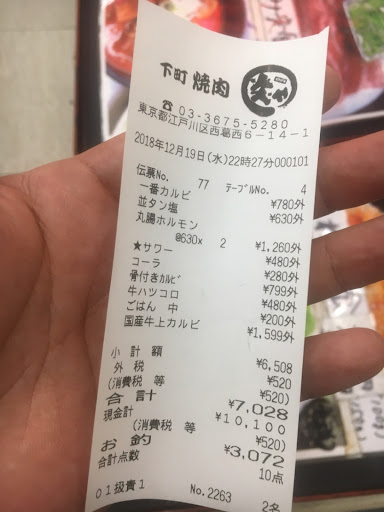 下町 焼肉
☎ 03-3675-5280
東京都江戸川区西葛西6-14-1
2018年12月19日(水)22時27分000101
伝票No. 77 テーブルNo. 4
一番カルビ ¥780外
並タン塩 ¥630外
丸腸ホルモン
@630x 2 ¥1,260外
★サワー ¥480外
コーラ ¥280外
骨付きカルビ ¥799外
牛ハツコロ ¥480外
ごはん 中 ¥200外
国産牛上カルビ ¥1,599外
小 計 額 ¥6,508
外 税 ¥520
(消費税 等 ¥520)
合 計 ¥7,028
現金計 ¥10,100
(消費税 等 ¥520)
お 釣 ¥3,072
合計点数 10点
01扱責1 No.2263 2名